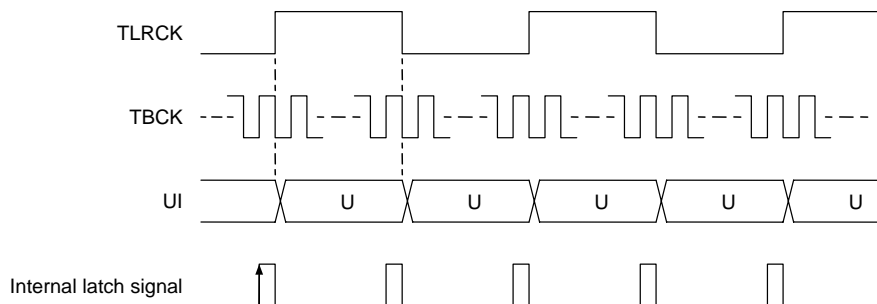 TLRCK
TBCK
UI U U U U U
Internal latch signal